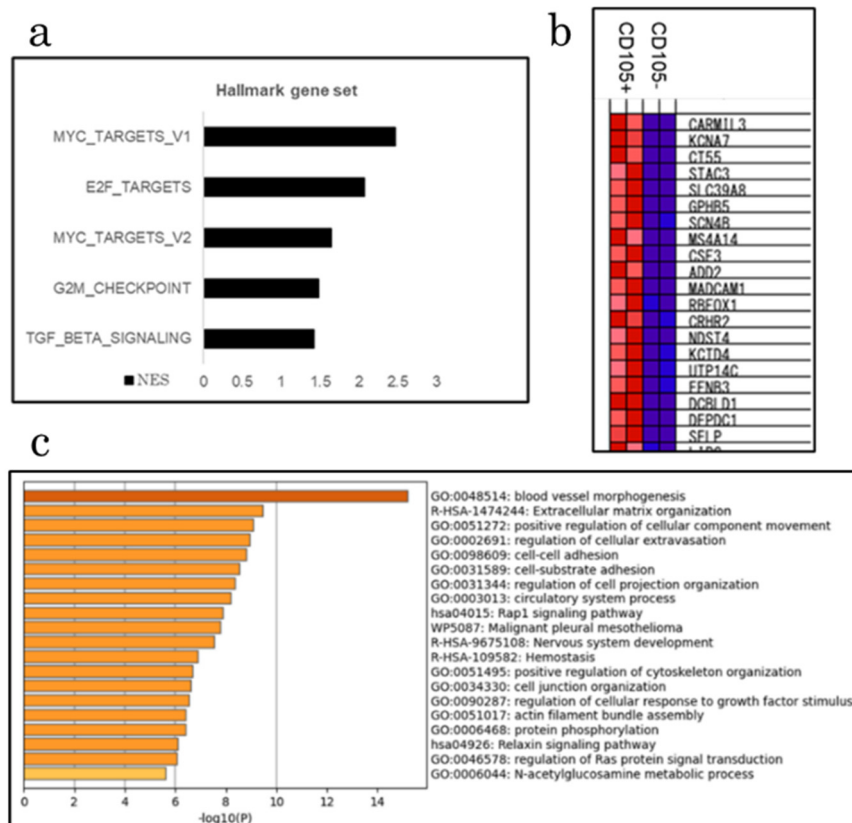 a
Hallmark gene set
MYC_TARGETS_V1
E2F_TARGETS
MYC_TARGETS_V2
G2M_CHECKPOINT
TGF_BETA_SIGNALING
NES 0 0.5 1 1.5 2 2.5 3
b
CD105+ CD105-
CARMIL3
KCNA7
CT55
STAC3
SLC39A8
GPHB5
SCN4B
MS4A14
CSF3
ADD2
MADCAM1
RBFOX1
CRHR2
NDST4
KCTD4
UTP14C
EFNB3
DCBLD1
DEPDC1
SELP
c
GO:0048514: blood vessel morphogenesis
R-HSA-1474244: Extracellular matrix organization
GO:0051272: positive regulation of cellular component movement
GO:0002691: regulation of cellular extravasation
GO:0098609: cell-cell adhesion
GO:0031589: cell-substrate adhesion
GO:0031344: regulation of cell projection organization
GO:0003013: circulatory system process
hsa04015: Rap1 signaling pathway
WP5087: Malignant pleural mesothelioma
R-HSA-9675108: Nervous system development
R-HSA-109582: Hemostasis
GO:0051495: positive regulation of cytoskeleton organization
GO:0034330: cell junction organization
GO:0090287: regulation of cellular response to growth factor stimulus
GO:0051017: actin filament bundle assembly
GO:0006468: protein phosphorylation
hsa04926: Relaxin signaling pathway
GO:0046578: regulation of Ras protein signal transduction
GO:0006044: N-acetylglucosamine metabolic process
0 2 4 6 8 10 12 14
-log10(P)